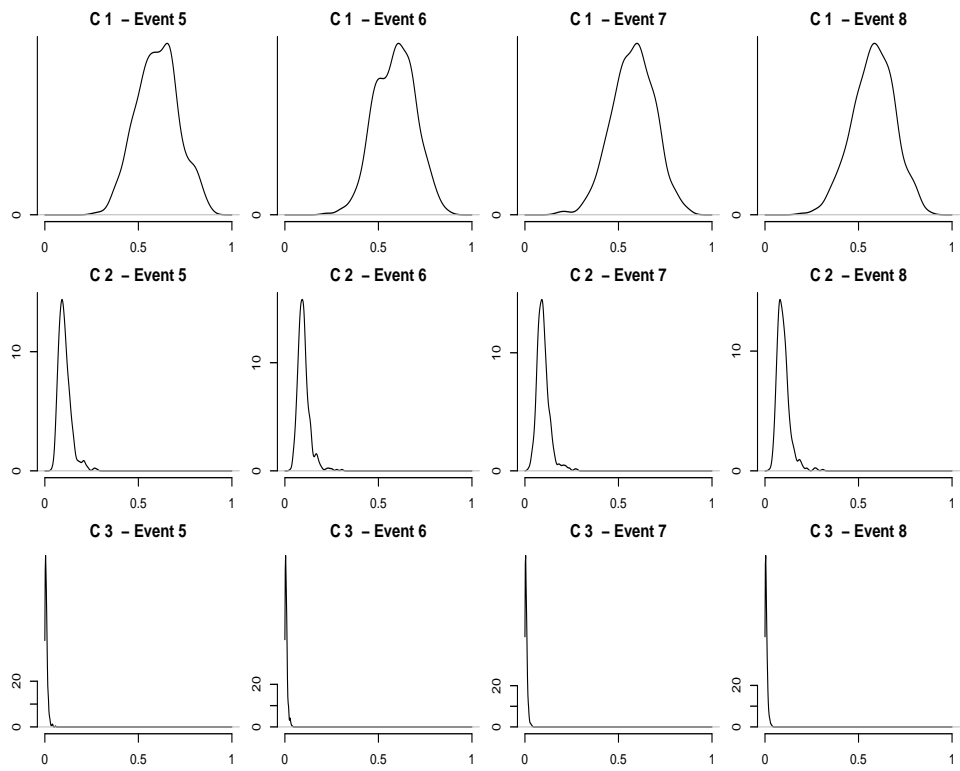 C 1 – Event 5
C 1 – Event 6
C 1 – Event 7
C 1 – Event 8
0
0
0
0
0 0.5 1
0 0.5 1
0 0.5 1
0 0.5 1
C 2 – Event 5
C 2 – Event 6
C 2 – Event 7
C 2 – Event 8
10
0
10
0
10
0
10
0
0 0.5 1
0 0.5 1
0 0.5 1
0 0.5 1
C 3 – Event 5
C 3 – Event 6
C 3 – Event 7
C 3 – Event 8
20
0
20
0
20
0
20
0
0 0.5 1
0 0.5 1
0 0.5 1
0 0.5 1